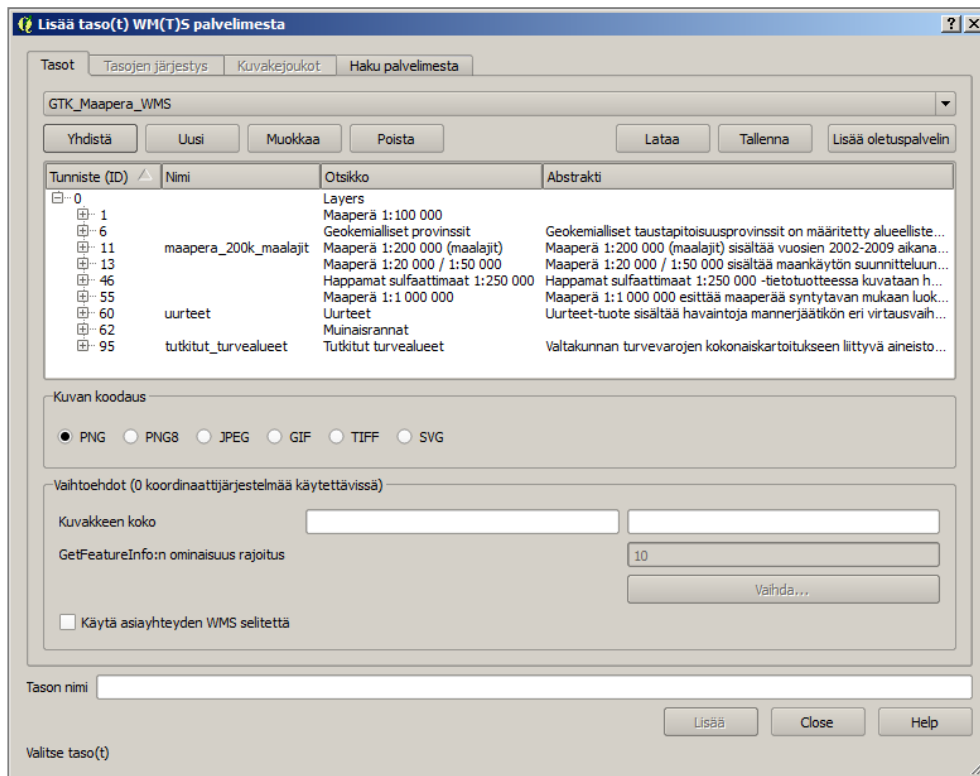 Lisää taso(t) WM(T)S palvelimesta
Tasot Tasojen järjestys Kuvakejoukot Haku palvelimesta
GTK_Maapera_WMS
Yhdistä Uusi Muokkaa Poista Lataa Tallenna Lisää oletuspalvelin
Tunniste (ID) Nimi Otsikko Abstrakti
0 Layers
1 Maaperä 1:100 000
6 Geokemialliset provinssit Geokemialliset taustapitoisuusprovinssit on määritetty alueelliste...
11 maapera_200k_maalajit Maaperä 1:200 000 (maalajit) Maaperä 1:200 000 (maalajit) sisältää vuosien 2002-2009 aikana...
13 Maaperä 1:20 000 / 1:50 000 Maaperä 1:20 000 / 1:50 000 sisältää maankäytön suunnitteluun...
46 Happamat sulfaattimaat 1:250 000 Happamat sulfaattimaat 1:250 000 -tietotuotteessa kuvataan h...
55 Maaperä 1:1 000 000 Maaperä 1:1 000 000 esittää maaperää syntytavan mukaan luok...
60 uurteet Uurteet Uurteet-tuote sisältää havaintoja mannerjäätikön eri virtausvaih...
62 Muinaisrannat
95 tutkitut_turvealueet Tutkitut turvealueet Valtakunnan turvevarojen kokonaiskartoitukseen liittyvä aineisto...
Kuvan koodaus
PNG PNG8 JPEG GIF TIFF SVG
Vaihtoehdot (0 koordinaattijärjestelmää käytettävissä)
Kuvakkeen koko
GetFeatureInfo:n ominaisuus rajoitus 10
Vaihda...
Käytä asiayhteyden WMS selitettä
Tason nimi
Lisää Close Help
Valitse taso(t)